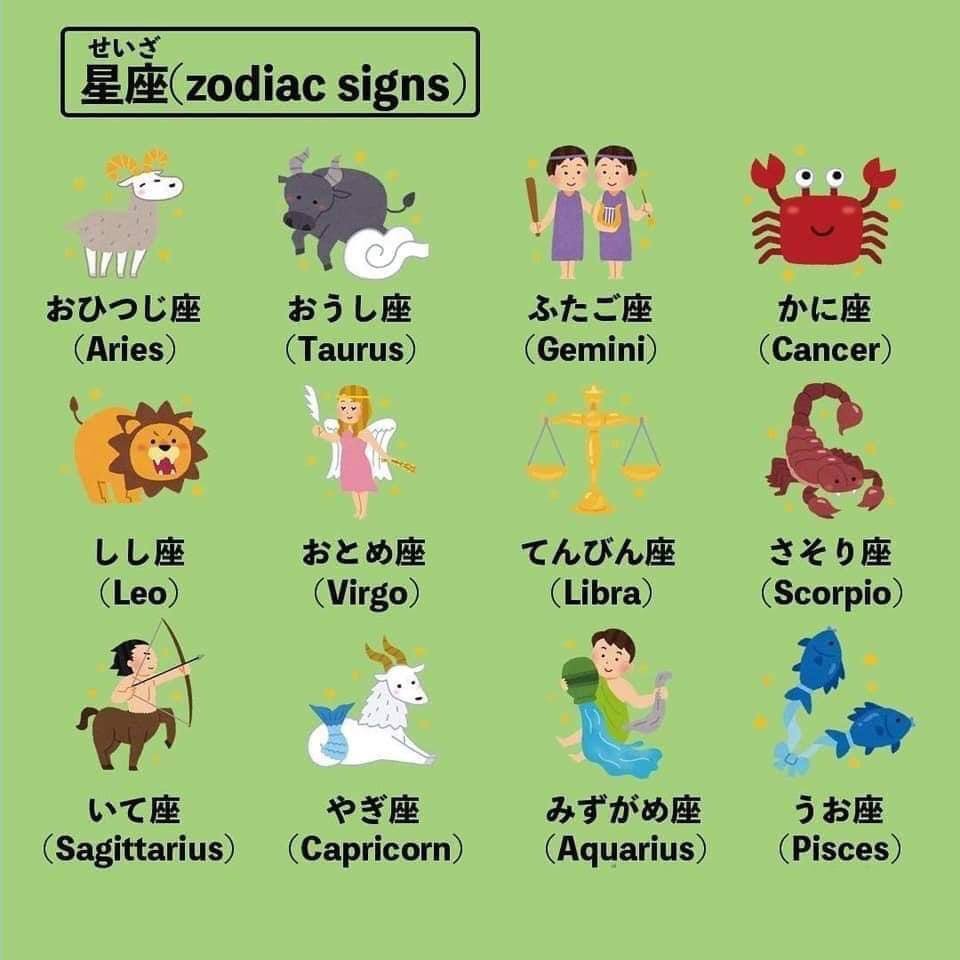 せいざ
星座(zodiac signs)
おひつじ座
(Aries)
おうし座
(Taurus)
ふたご座
(Gemini)
かに座
(Cancer)
しし座
(Leo)
おとめ座
(Virgo)
てんびん座
(Libra)
さそり座
(Scorpio)
いて座
(Sagittarius)
やぎ座
(Capricorn)
みずがめ座
(Aquarius)
うお座
(Pisces)